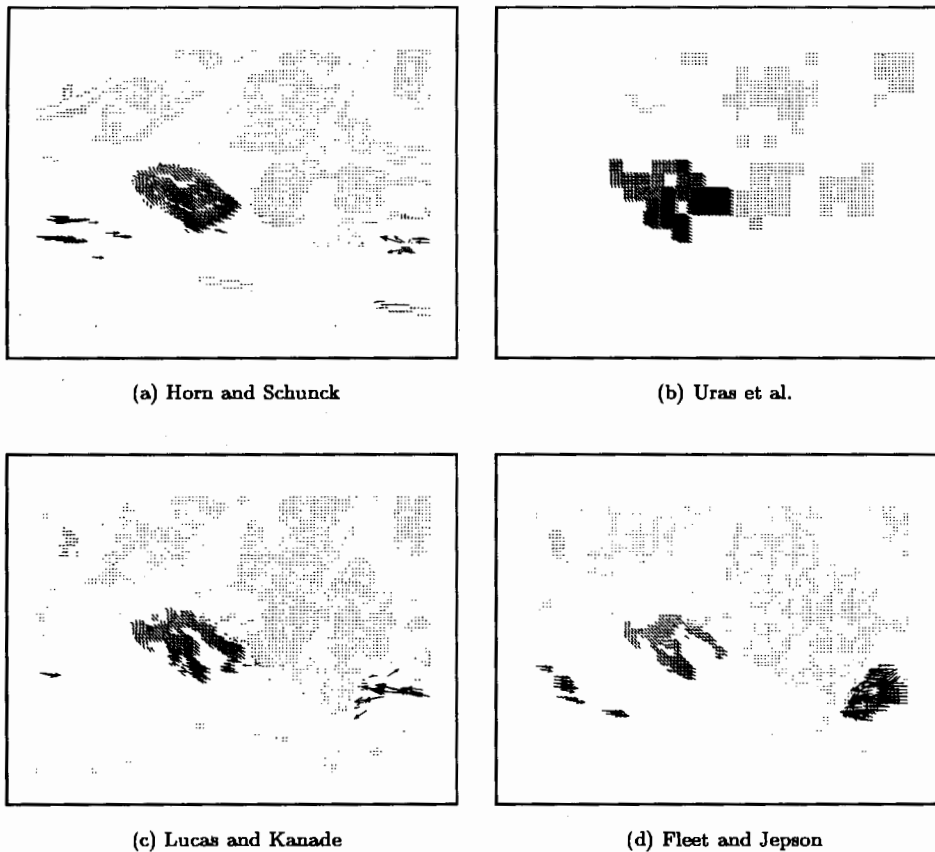 (a) Horn and Schunck
(b) Uras et al.
(c) Lucas and Kanade
(d) Fleet and Jepson